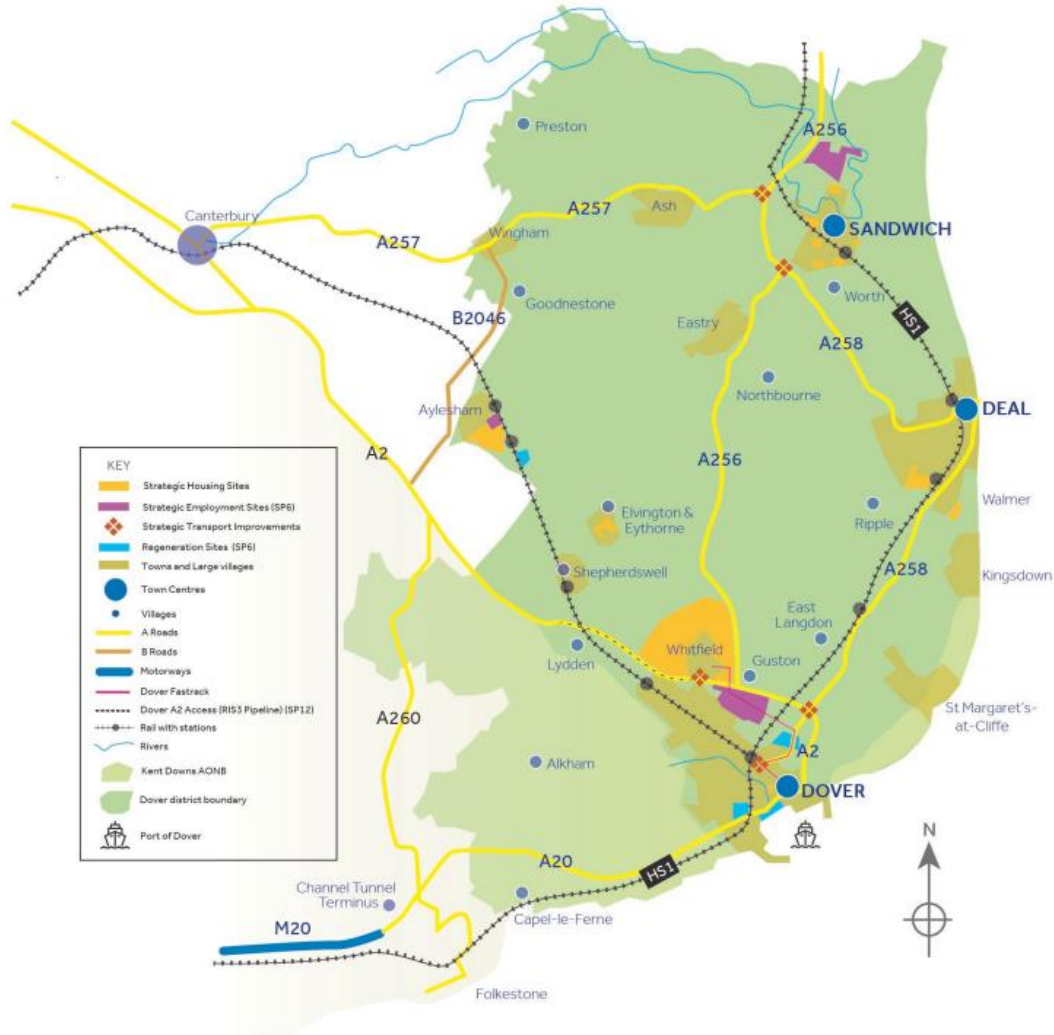 A256
Preston
Canterbury
A257
Ash
A257
Wingham
SANDWICH
B2046
Goodnestone
Worth
HS1
Eastry
A258
Northbourne
Aylesham
DEAL
A2
A256
KEY
Strategic Housing Sites
Strategic Employment Sites (SP6)
Strategic Transport Improvements
Regeneration Sites (SP6)
Towns and Large villages
Town Centres
Villages
A Roads
B Roads
Motorways
Dover Fastrack
Dover A2 Access (RIS3 Pipeline) (SP12)
Rail with stations
Rivers
Kent Downs AONB
Dover district boundary
Port of Dover
Elvington &
Eythorne
Ripple
Walmer
Shepherdswell
A258
Kingsdown
East
Langdon
Lydden
Whitfield
Guston
A260
St Margaret's-
at-Cliffe
Alkham
A2
DOVER
N
A20
HS1
Channel Tunnel
Terminus
Capel-le-Ferne
M20
Folkestone